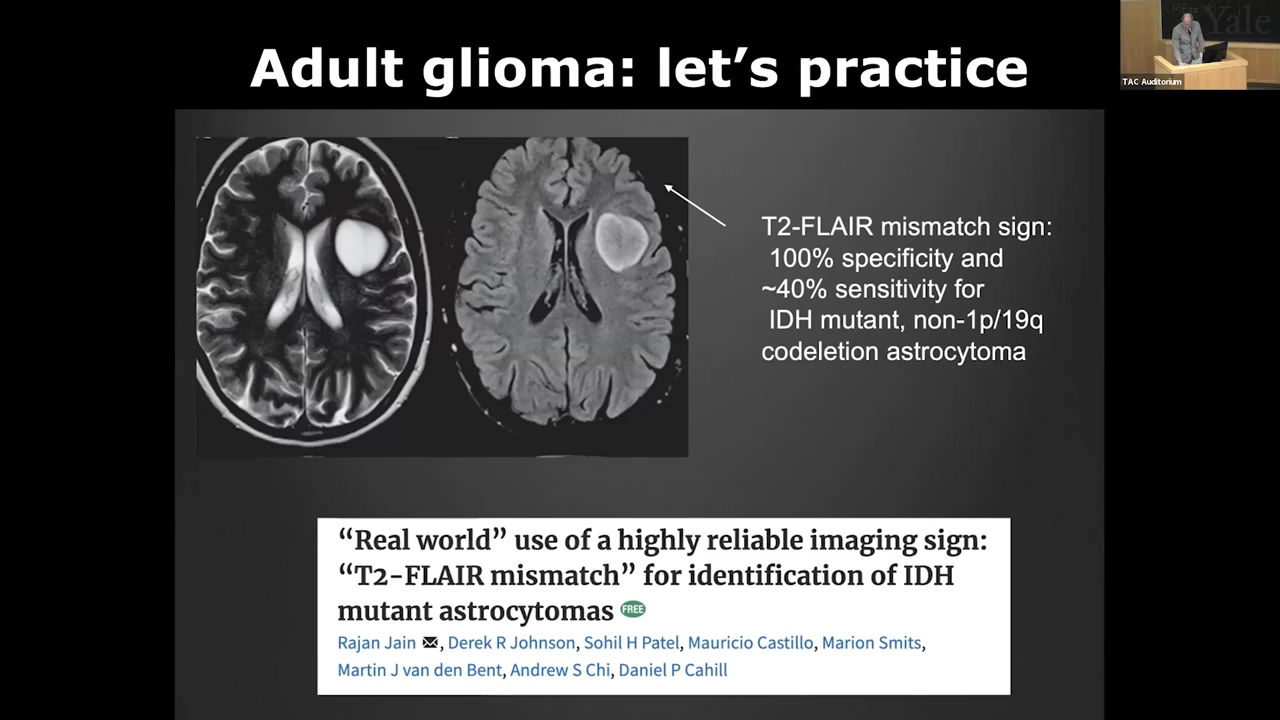 Adult glioma: let’s practice
Yale
TAC Auditorium
T2-FLAIR mismatch sign:
100% specificity and
~40% sensitivity for
IDH mutant, non-1p/19q
codeletion astrocytoma
“Real world” use of a highly reliable imaging sign:
“T2-FLAIR mismatch” for identification of IDH
mutant astrocytomas FREE
Rajan Jain ✉, Derek R Johnson, Sohil H Patel, Mauricio Castillo, Marion Smits,
Martin J van den Bent, Andrew S Chi, Daniel P Cahill